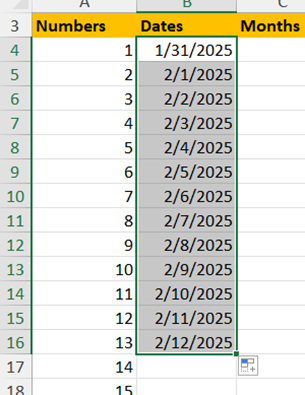 A B C
3 Numbers Dates Months
4 1 1/31/2025
5 2 2/1/2025
6 3 2/2/2025
7 4 2/3/2025
8 5 2/4/2025
9 6 2/5/2025
10 7 2/6/2025
11 8 2/7/2025
12 9 2/8/2025
13 10 2/9/2025
14 11 2/10/2025
15 12 2/11/2025
16 13 2/12/2025
17 14
18 15